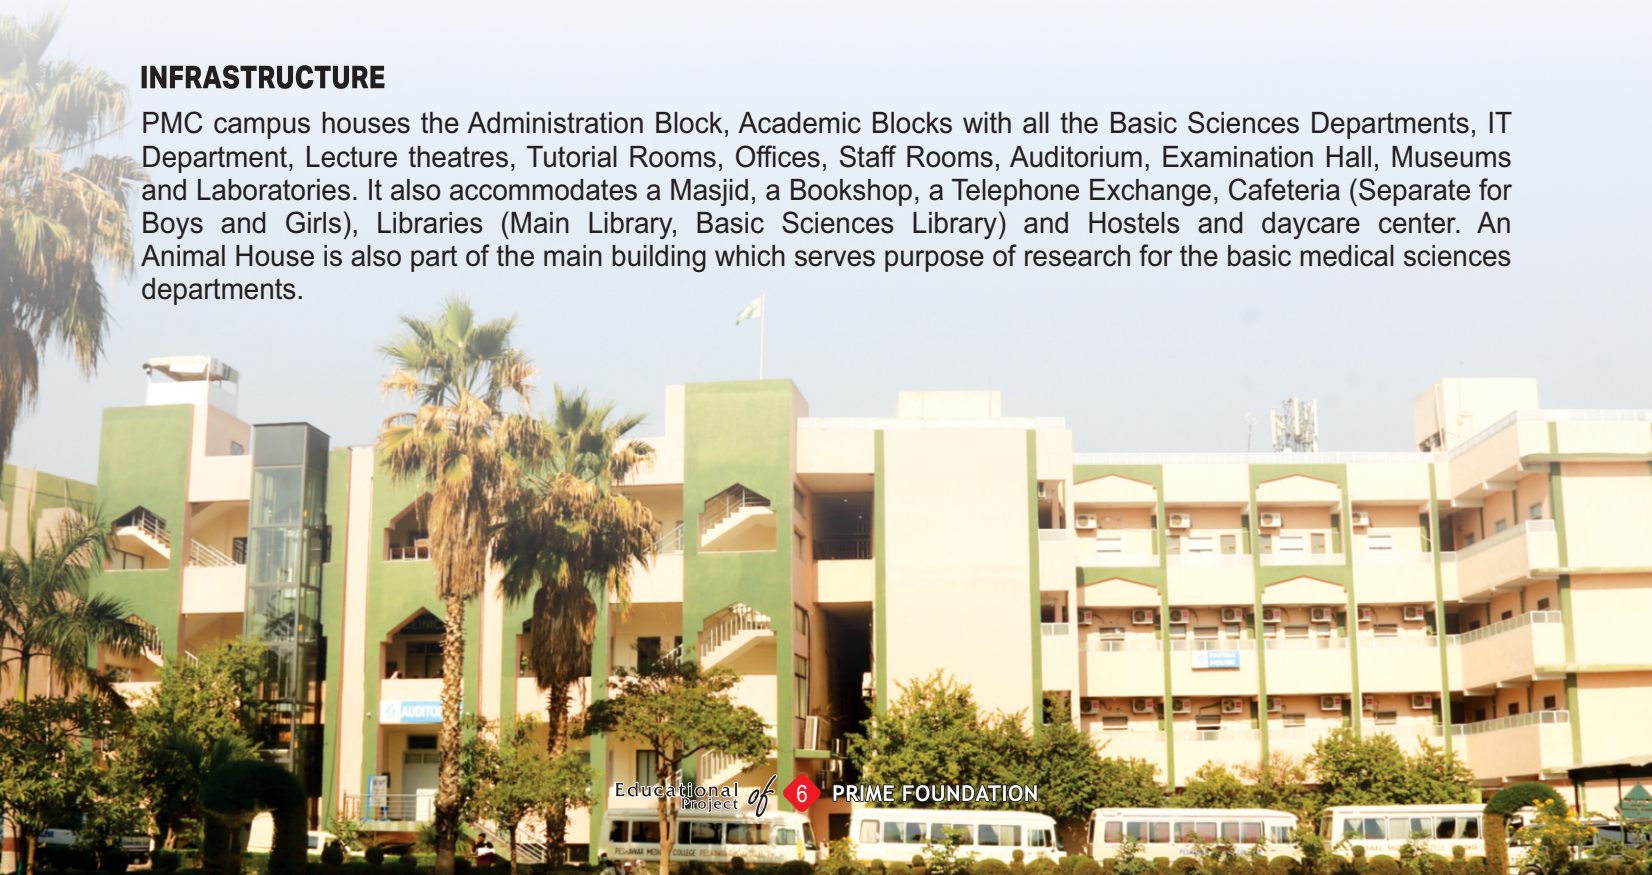 INFRASTRUCTURE
PMC campus houses the Administration Block, Academic Blocks with all the Basic Sciences Departments, IT
Department, Lecture theatres, Tutorial Rooms, Offices, Staff Rooms, Auditorium, Examination Hall, Museums
and Laboratories. It also accommodates a Masjid, a Bookshop, a Telephone Exchange, Cafeteria (Separate for
Boys and Girls), Libraries (Main Library, Basic Sciences Library) and Hostels and daycare center. An
Animal House is also part of the main building which serves purpose of research for the basic medical sciences
departments.
AUDITO
Educational
Project
of 6 PRIME FOUNDATION
PESHAWAR MEDICAL COLLEGE